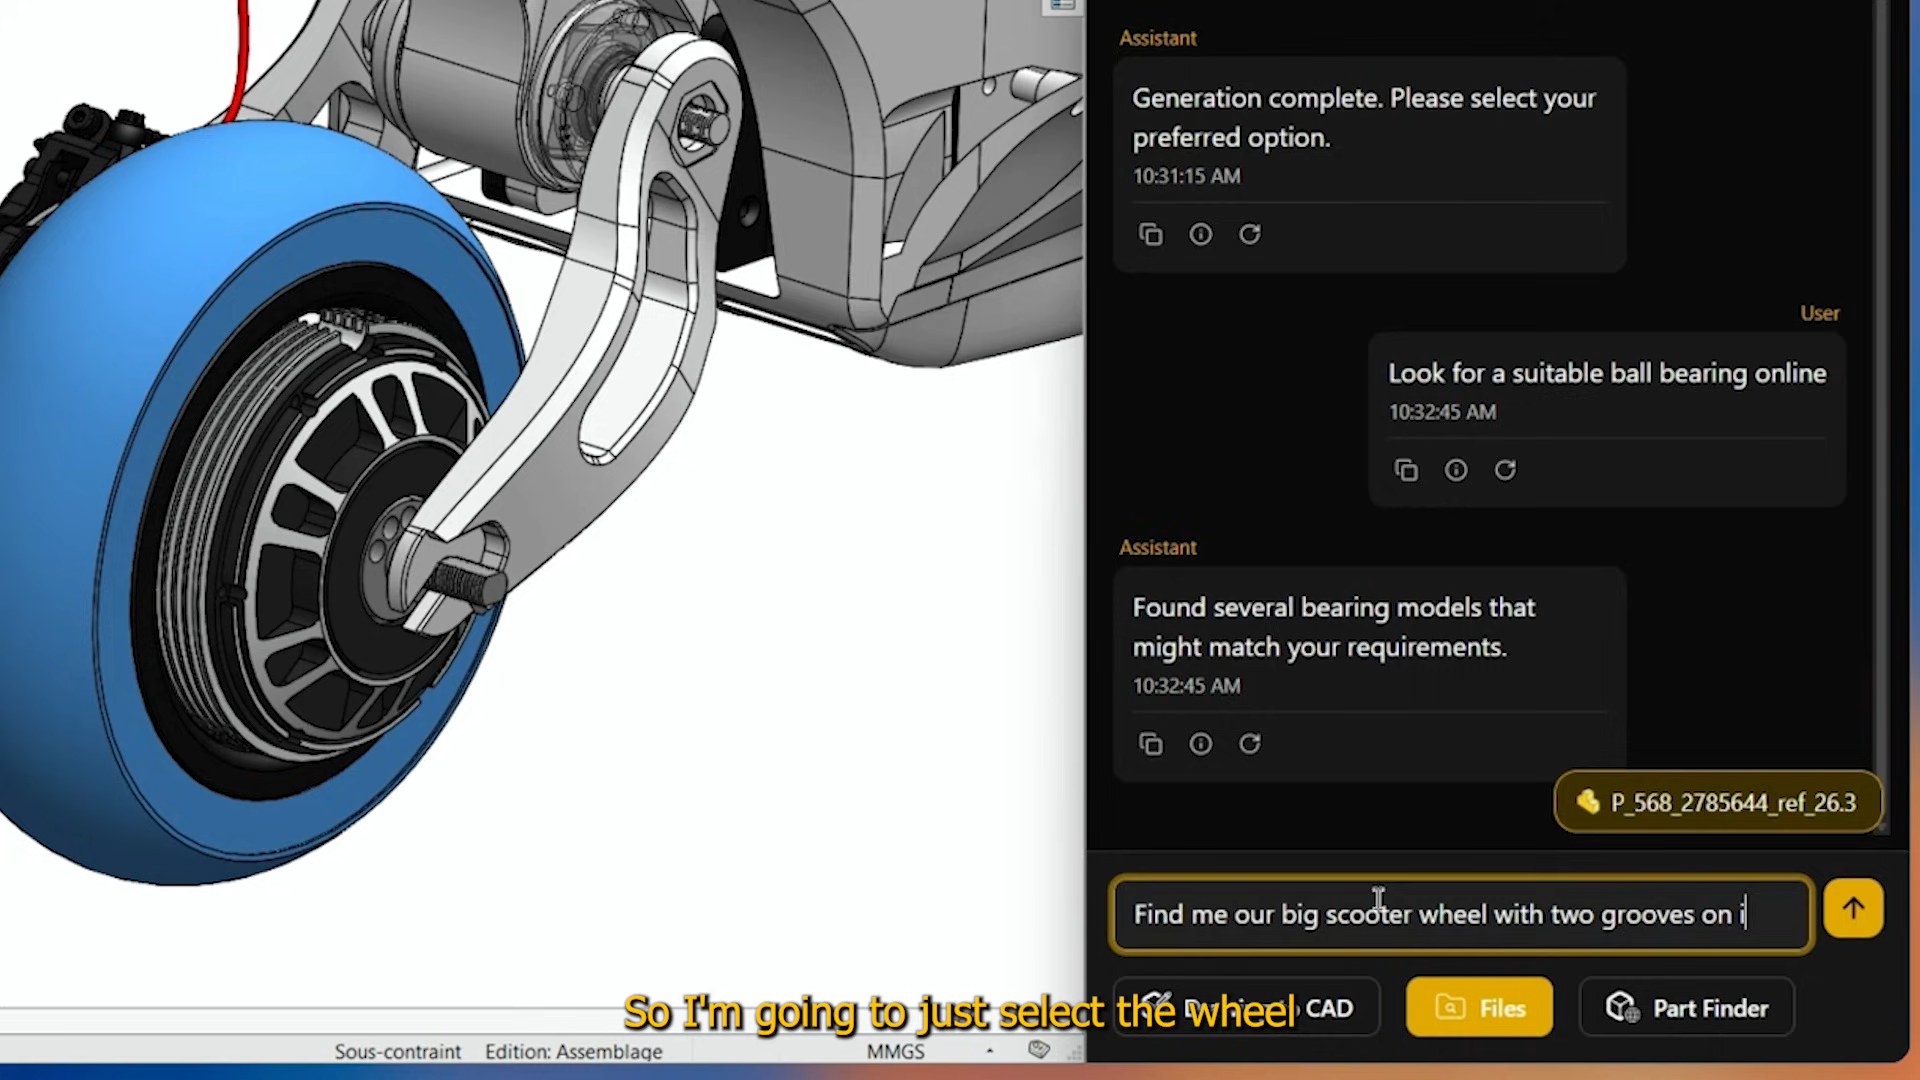 Assistant
Generation complete. Please select your
preferred option.
10:31:15 AM
User
Look for a suitable ball bearing online
10:32:45 AM
Assistant
Found several bearing models that
might match your requirements.
10:32:45 AM
P_568_2785644_ref_26.3
Find me our big scooter wheel with two grooves on i
CAD
Files
Part Finder
So I'm going to just select the wheel
Sous-contraint
Edition: Assemblage
MMGS